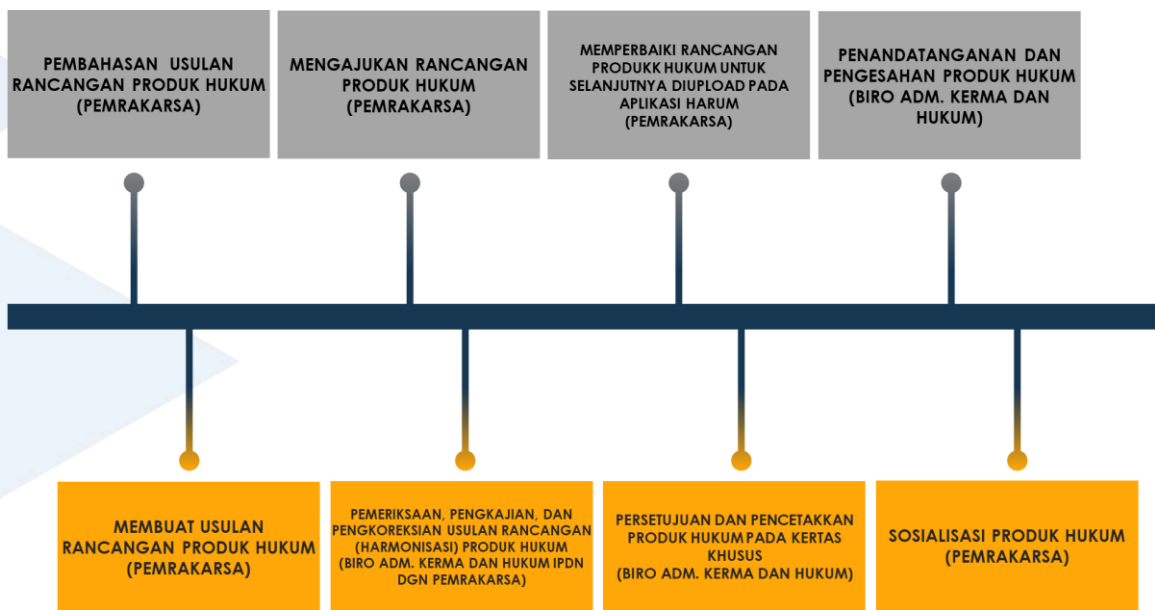 PEMBAHASAN USULAN
RANCANGAN PRODUK HUKUM
(PEMRAKARSA)
MENGAJUKAN RANCANGAN
PRODUK HUKUM
(PEMRAKARSA)
MEMPERBAIKI RANCANGAN
PRODUKK HUKUM UNTUK
SELANJUTNYA DIUPLOAD PADA
APLIKASI HARUM
(PEMRAKARSA)
PENANDATANGANAN DAN
PENGESAHAN PRODUK HUKUM
(BIRO ADM. KERMA DAN
HUKUM)
MEMBUAT USULAN
RANCANGAN PRODUK HUKUM
(PEMRAKARSA)
PEMERIKSAAN, PENGKAJIAN, DAN
PENGKOREKSIAN USULAN RANCANGAN
(HARMONISASI) PRODUK HUKUM
(BIRO ADM. KERMA DAN HUKUM IPDN
DGN PEMRAKARSA)
PERSETUJUAN DAN PENCETAKKAN
PRODUK HUKUM PADA KERTAS
KHUSUS
(BIRO ADM. KERMA DAN HUKUM)
SOSIALISASI PRODUK HUKUM
(PEMRAKARSA)